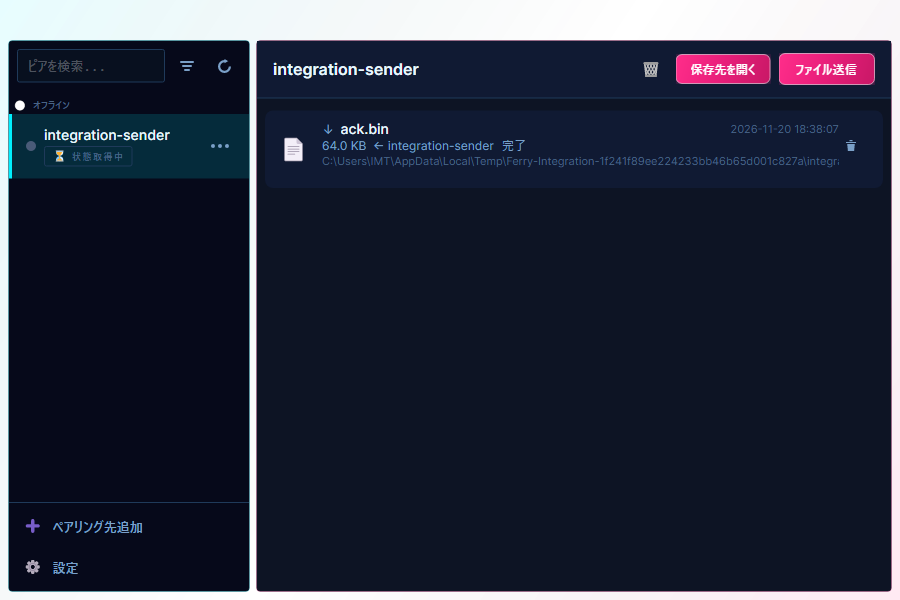 ピアを検索...
オフライン
integration-sender
状態取得中
ペアリング先追加
設定
integration-sender
保存先を開く
ファイル送信
↓ ack.bin
2026-11-20 18:38:07
64.0 KB ← integration-sender 完了
C:\Users\IMT\AppData\Local\Temp\Ferry-Integration-1f241f89ee224233bb46b65d001c827a\integra